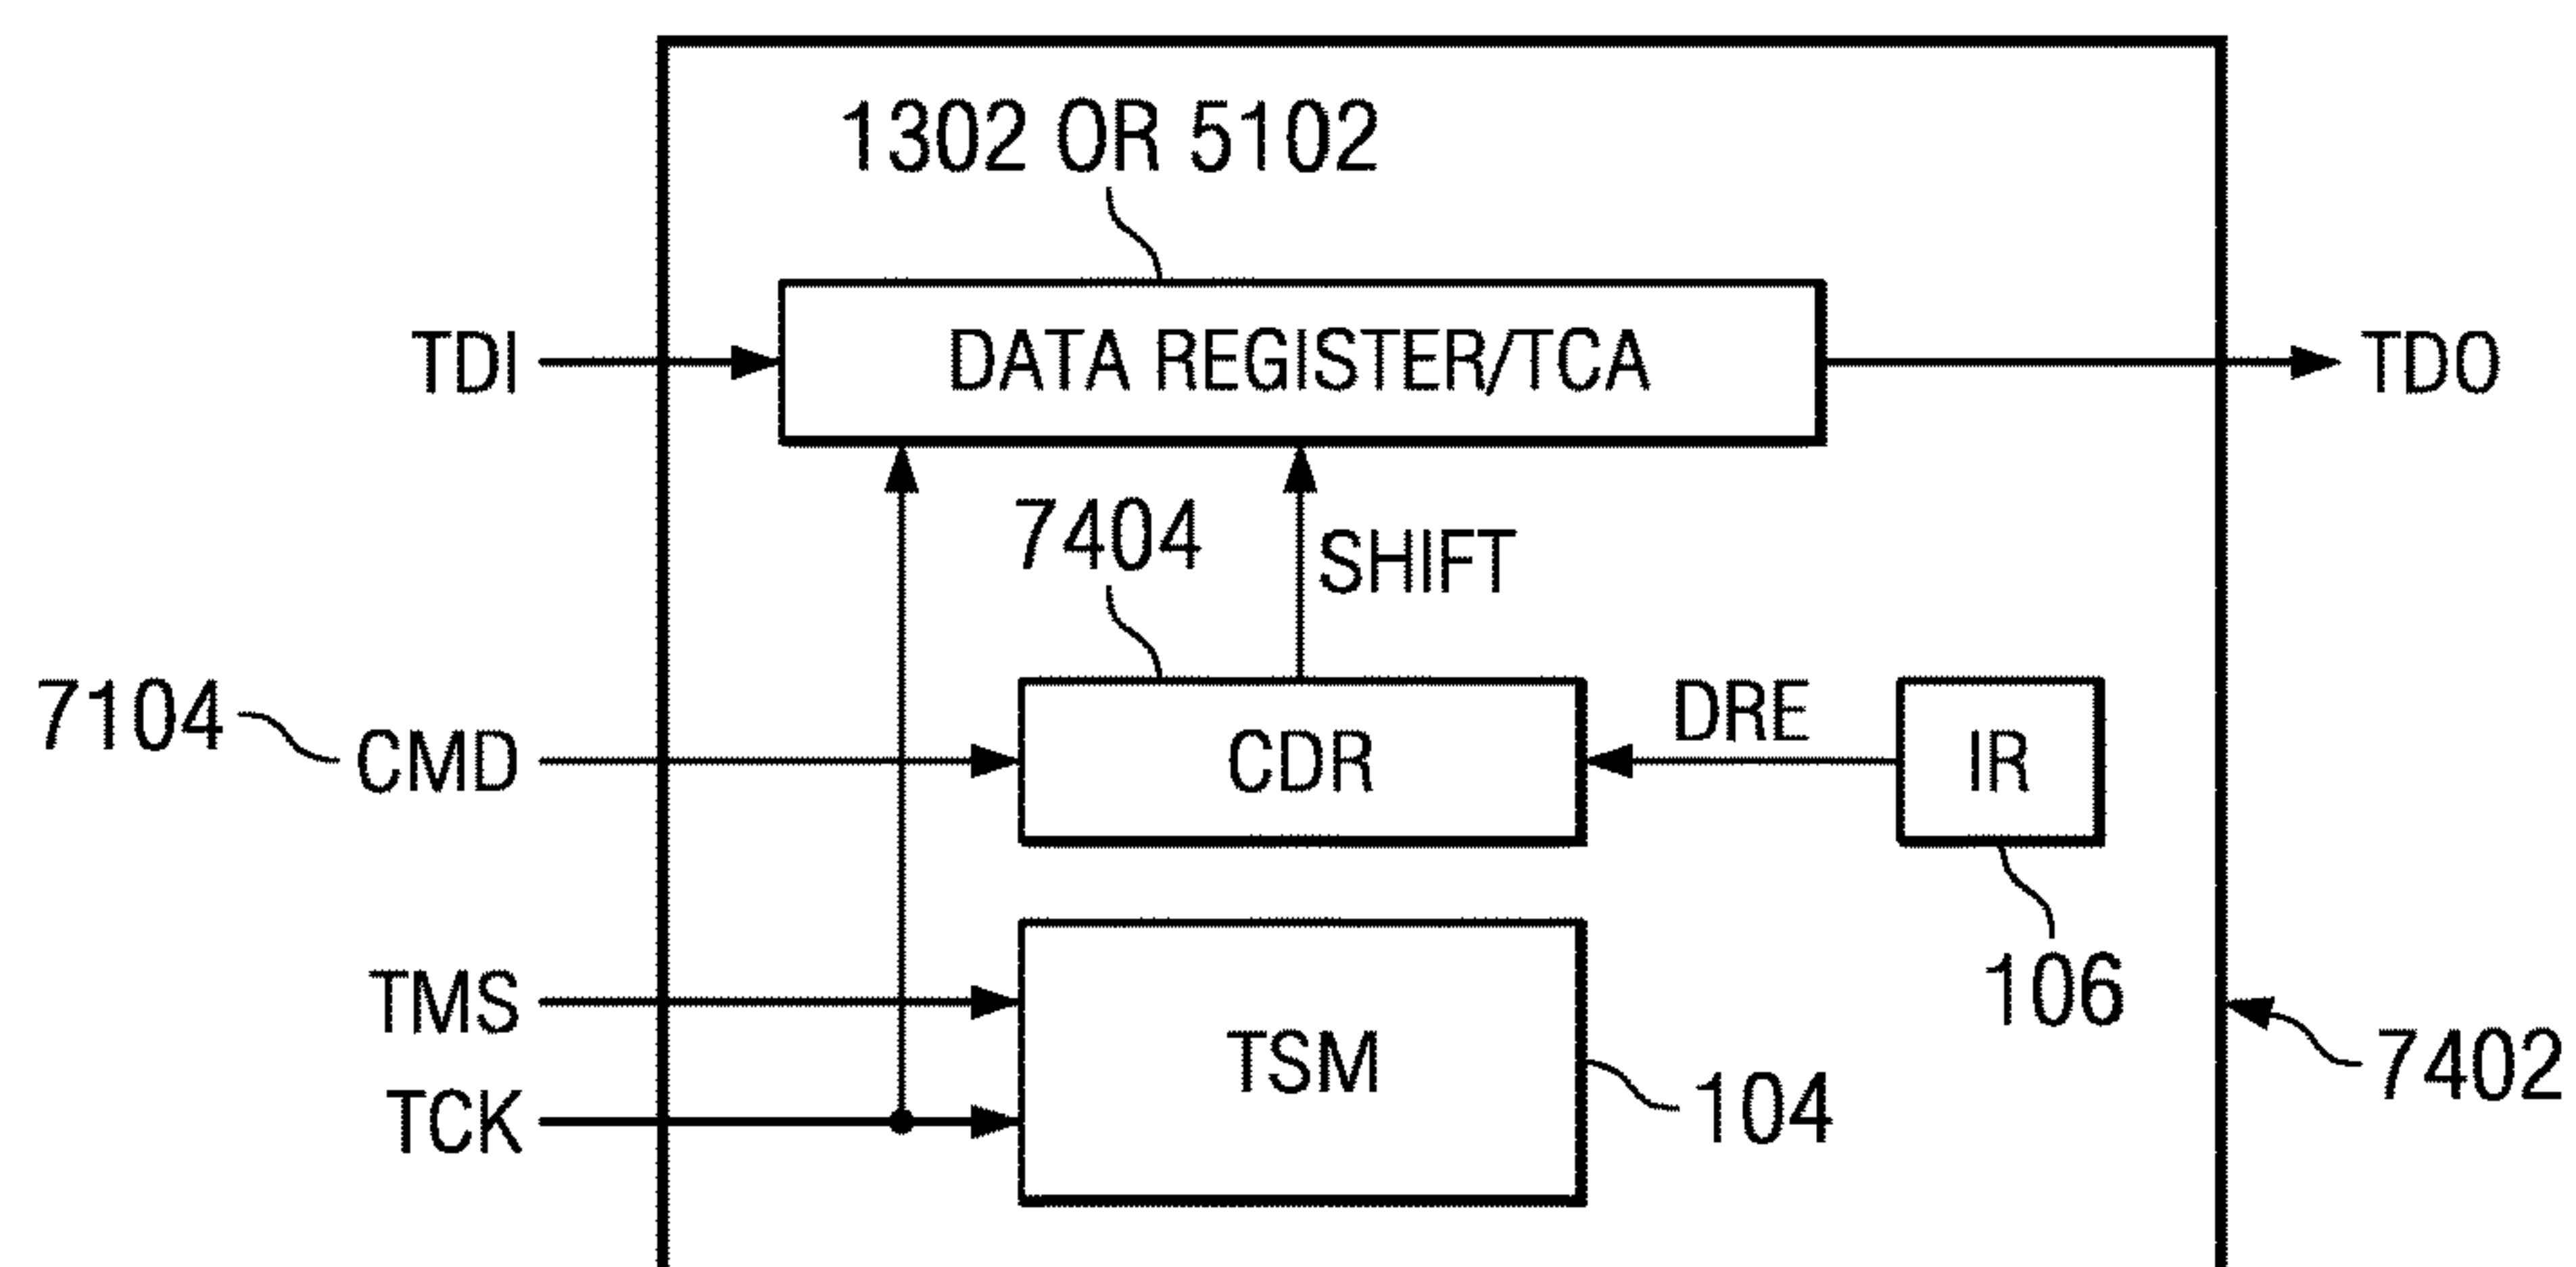 1302 OR 5102
TDI
DATA REGISTER/TCA
TDO
7404
SHIFT
7104
CMD
CDR
DRE
IR
106
TMS
TCK
TSM
104
7402